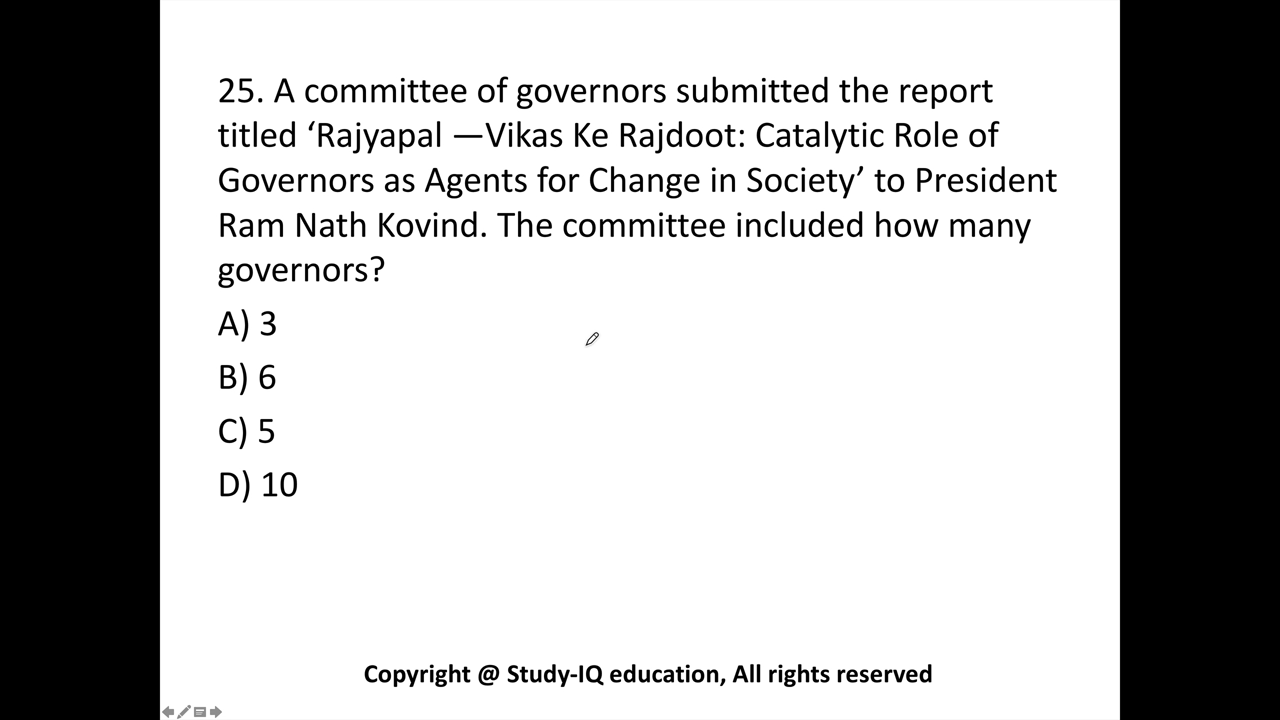 25. A committee of governors submitted the report
titled ‘Rajyapal —Vikas Ke Rajdoot: Catalytic Role of
Governors as Agents for Change in Society’ to President
Ram Nath Kovind. The committee included how many
governors?
A) 3
B) 6
C) 5
D) 10
Copyright @ Study-IQ education, All rights reserved